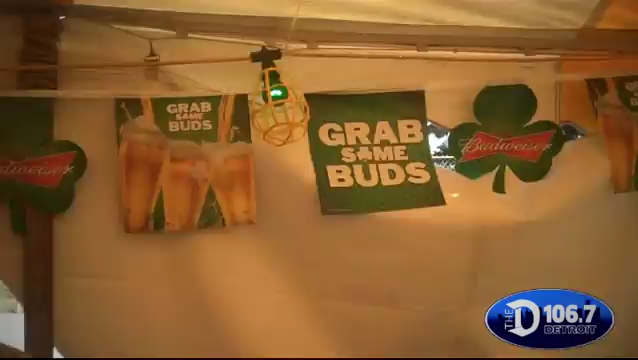 Budweiser
GRAB
SOME
BUDS
GRAB
SOME
BUDS
Budweiser
THE D 106.7
DETROIT